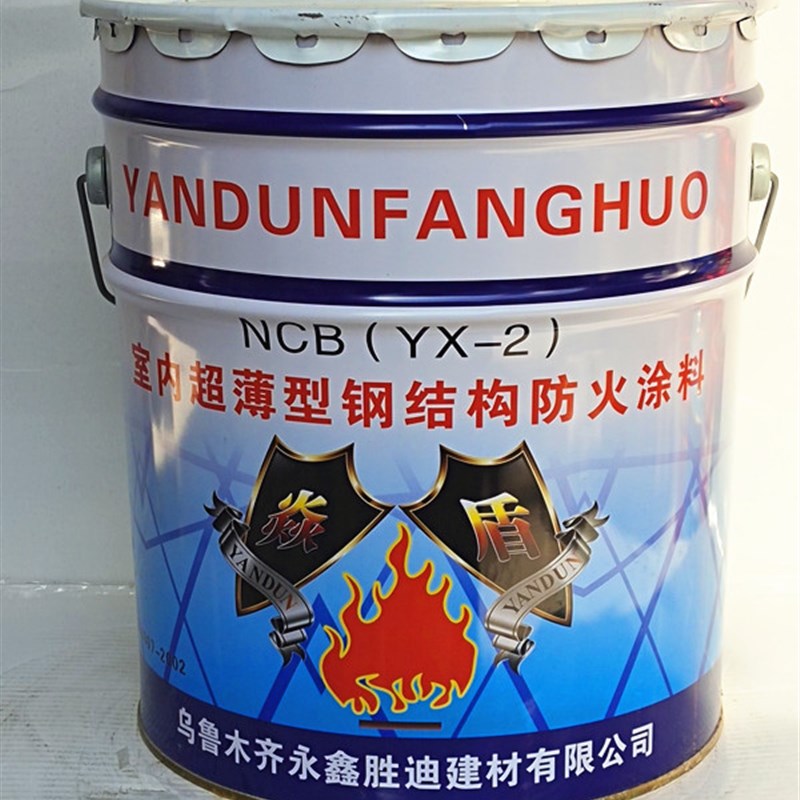 YANDUNFANGHUO
NCB（YX-2）
室内超薄型钢结构防火涂料
焱 盾
YANDUN YANDUN
乌鲁木齐永鑫胜迪建材有限公司